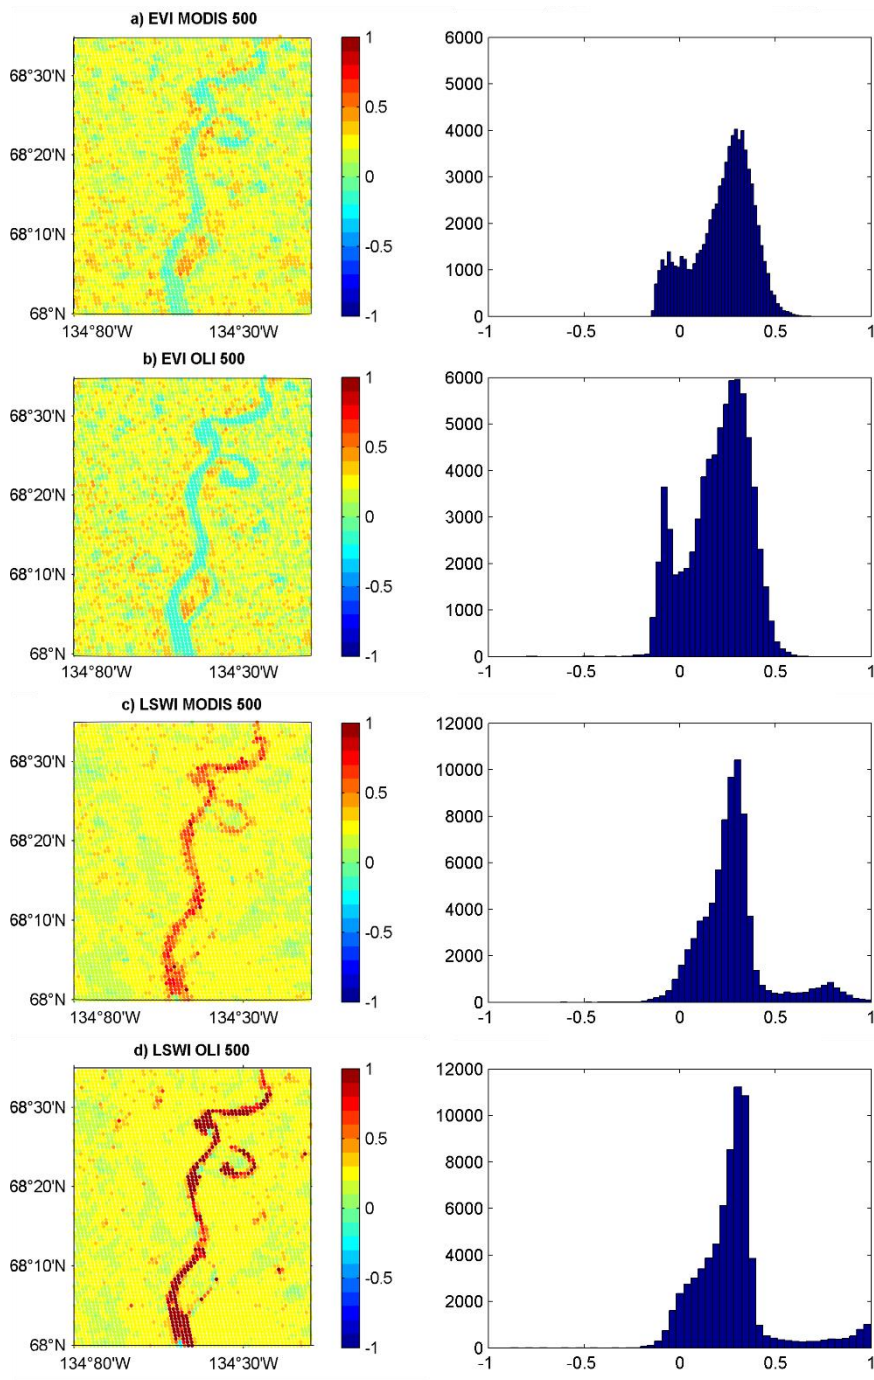 a) EVI MODIS 500
68°30'N
68°20'N
68°10'N
68°N
134°80'W
134°30'W
1
0.5
0
-0.5
-1
6000
5000
4000
3000
2000
1000
0
-1
-0.5
0
0.5
1
b) EVI OLI 500
68°30'N
68°20'N
68°10'N
68°N
134°80'W
134°30'W
1
0.5
0
-0.5
-1
6000
5000
4000
3000
2000
1000
0
-1
-0.5
0
0.5
1
c) LSWI MODIS 500
68°30'N
68°20'N
68°10'N
68°N
134°80'W
134°30'W
1
0.5
0
-0.5
-1
12000
10000
8000
6000
4000
2000
0
-1
-0.5
0
0.5
1
d) LSWI OLI 500
68°30'N
68°20'N
68°10'N
68°N
134°80'W
134°30'W
1
0.5
0
-0.5
-1
12000
10000
8000
6000
4000
2000
0
-1
-0.5
0
0.5
1